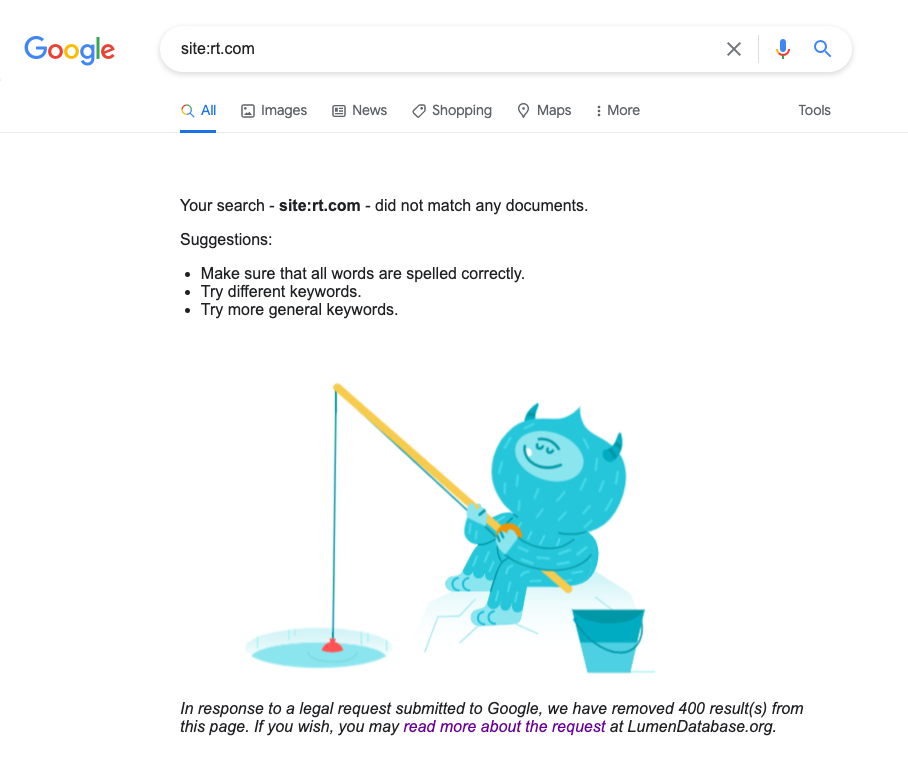 Google
site:rt.com
All Images News Shopping Maps More Tools
Your search - site:rt.com - did not match any documents.
Suggestions:
• Make sure that all words are spelled correctly.
• Try different keywords.
• Try more general keywords.
In response to a legal request submitted to Google, we have removed 400 result(s) from
this page. If you wish, you may read more about the request at LumenDatabase.org.